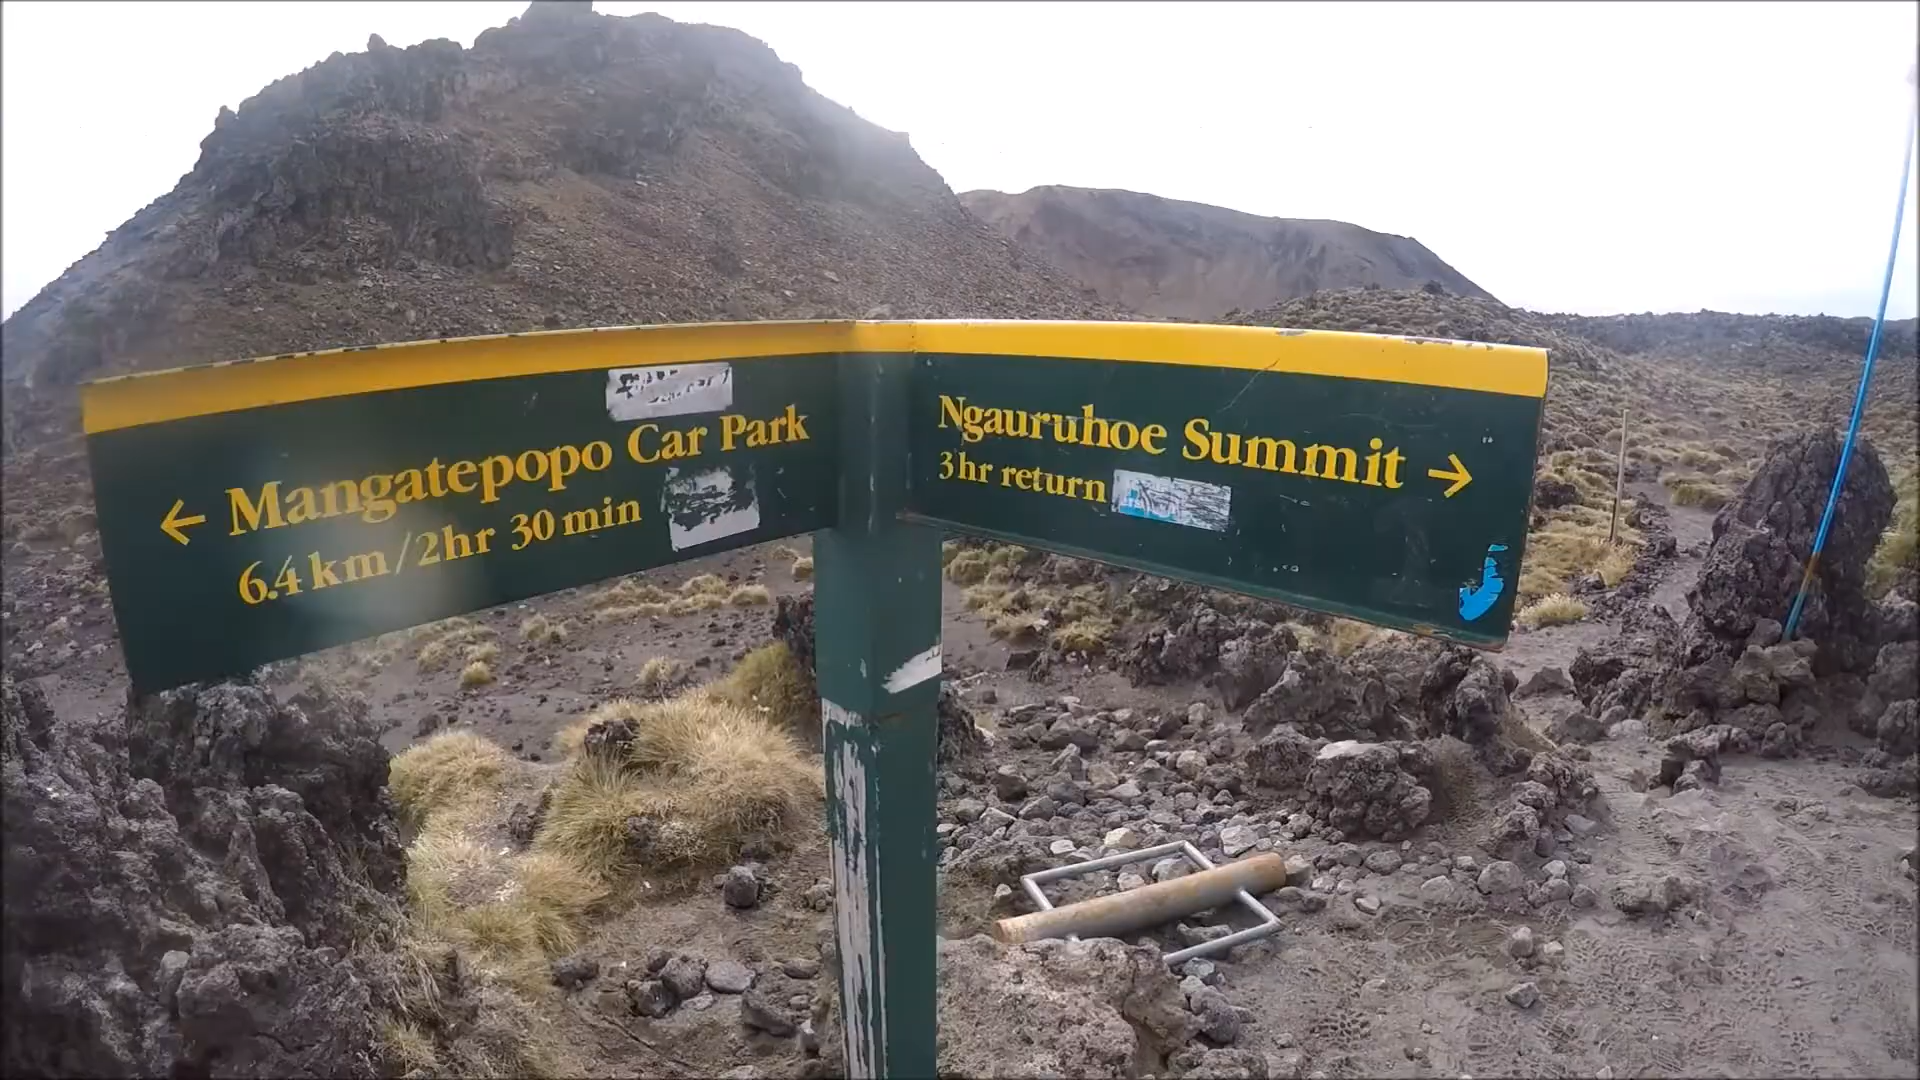 ← Mangatepopo Car Park
6.4 km/2hr 30 min
Ngauruhoe Summit →
3hr return